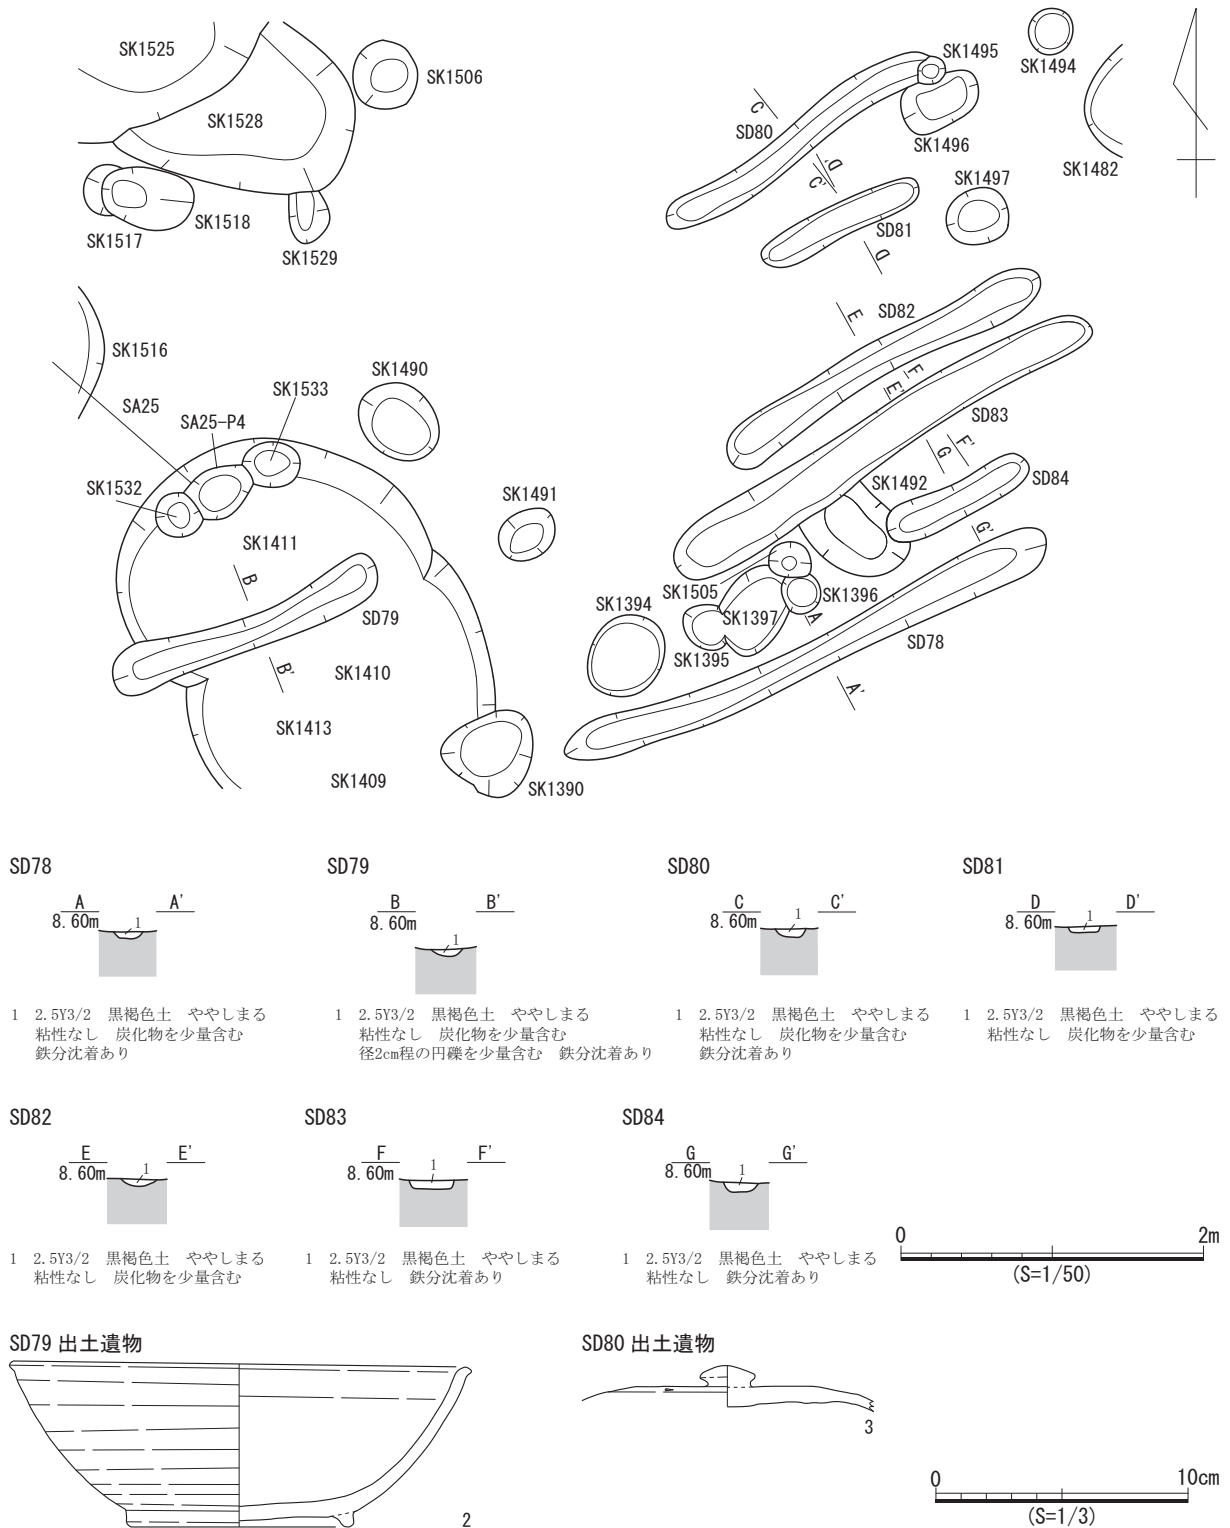 SK1525
SK1506
SK1528
SK1517
SK1518
SK1529
SK1495
SK1494
C
SD80
SK1496
SK1482
D
C'
SK1497
SD81
D
SK1516
SA25
SA25-P4
SK1533
SK1490
SK1532
SK1491
SK1411
B
SD79
B'
SK1410
SK1413
SK1409
SK1390
E
SD82
F
E'
SD83
G
F'
SK1492
SD84
G'
SK1505
SK1394
SK1397
SK1396
A
SK1395
SD78
A'
SD78
A A'
8.60m
1
1 2.5Y3/2 黒褐色土 ややしまる
粘性なし 炭化物を少量含む
鉄分沈着あり
SD79
B B'
8.60m
1
1 2.5Y3/2 黒褐色土 ややしまる
粘性なし 炭化物を少量含む
径2cm程の円礫を少量含む 鉄分沈着あり
SD80
C C'
8.60m
1
1 2.5Y3/2 黒褐色土 ややしまる
粘性なし 炭化物を少量含む
鉄分沈着あり
SD81
D D'
8.60m
1
1 2.5Y3/2 黒褐色土 ややしまる
粘性なし 炭化物を少量含む
SD82
E E'
8.60m
1
1 2.5Y3/2 黒褐色土 ややしまる
粘性なし 炭化物を少量含む
SD83
F F'
8.60m
1
1 2.5Y3/2 黒褐色土 ややしまる
粘性なし 鉄分沈着あり
SD84
G G'
8.60m
1
1 2.5Y3/2 黒褐色土 ややしまる
粘性なし 鉄分沈着あり
0 2m
(S=1/50)
SD79 出土遺物
2
SD80 出土遺物
3
0 10cm
(S=1/3)